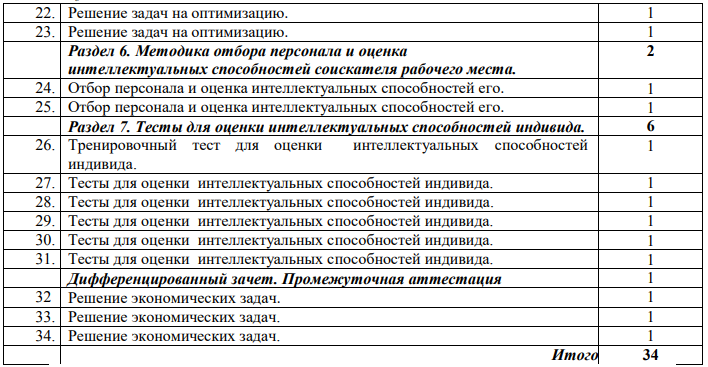 22. Решение задач на оптимизацию. 1
23. Решение задач на оптимизацию. 1
Раздел 6. Методика отбора персонала и оценка 2
интеллектуальных способностей соискателя рабочего места.
24. Отбор персонала и оценка интеллектуальных способностей его. 1
25. Отбор персонала и оценка интеллектуальных способностей его. 1
Раздел 7. Тесты для оценки интеллектуальных способностей индивида. 6
26. Тренировочный тест для оценки интеллектуальных способностей 1
индивида.
27. Тесты для оценки интеллектуальных способностей индивида. 1
28. Тесты для оценки интеллектуальных способностей индивида. 1
29. Тесты для оценки интеллектуальных способностей индивида. 1
30. Тесты для оценки интеллектуальных способностей индивида. 1
31. Тесты для оценки интеллектуальных способностей индивида. 1
Дифференцированный зачет. Промежуточная аттестация 1
32 Решение экономических задач. 1
33. Решение экономических задач. 1
34. Решение экономических задач. 1
Итого 34